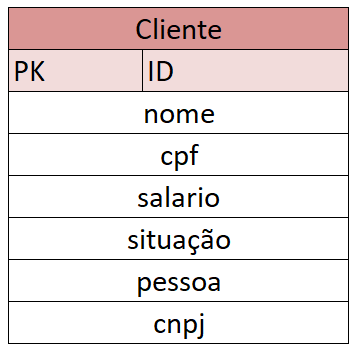 Cliente
PK ID
nome
cpf
salario
situação
pessoa
cnpj